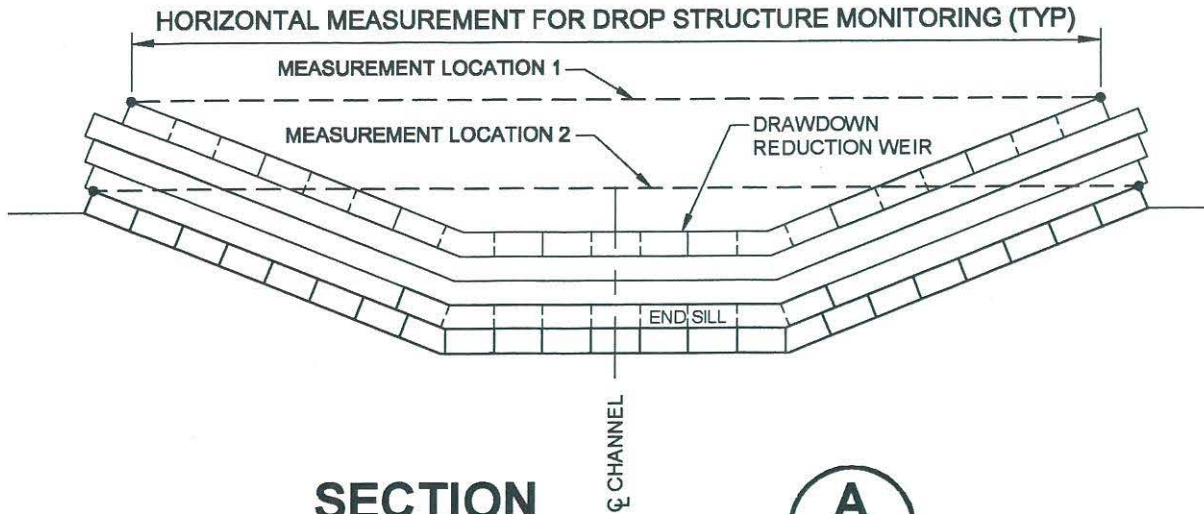 HORIZONTAL MEASUREMENT FOR DROP STRUCTURE MONITORING (TYP)
MEASUREMENT LOCATION 1
MEASUREMENT LOCATION 2
DRAWDOWN
REDUCTION WEIR
END SILL
℄ CHANNEL
SECTION
A